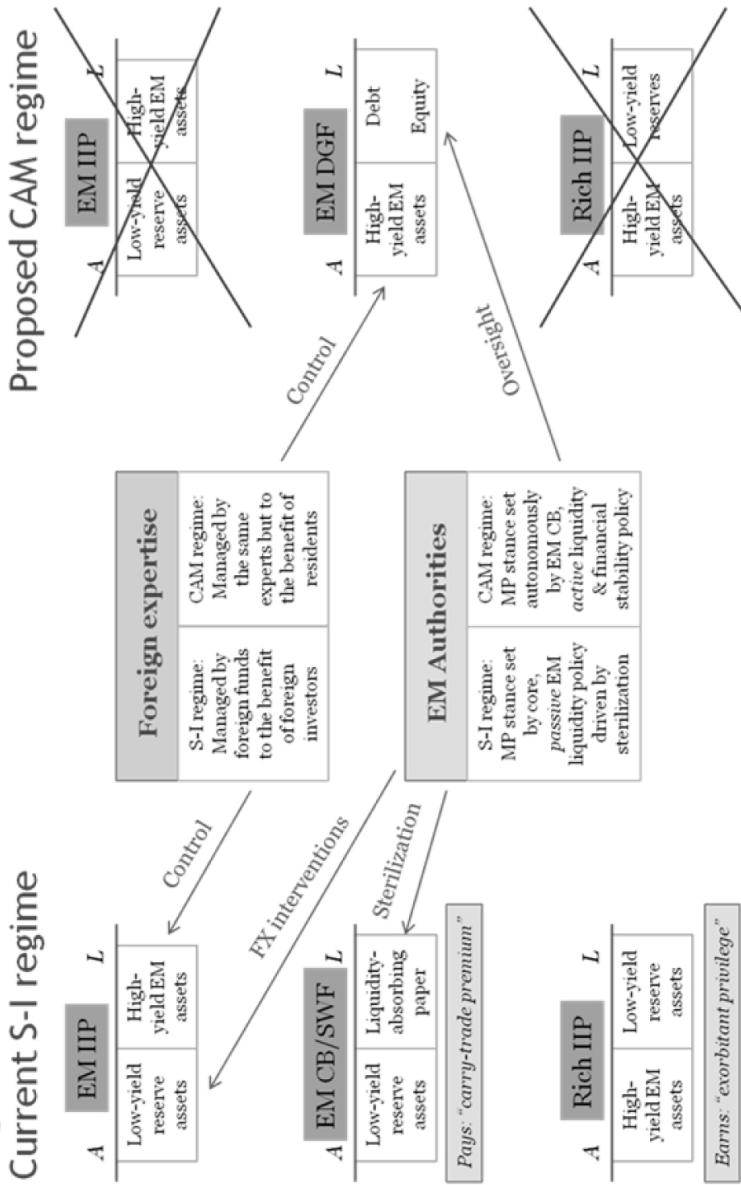 Current S-I regime
A
EM IIP
L
Low-yield
reserve
assets
High-
yield EM
assets
Control
FX interventions
A
EM CB/SWF
L
Low-yield
reserve
assets
Liquidity-
absorbing
paper
Sterilization
Pays: “carry-trade premium”
A
Rich IIP
L
High-
yield EM
assets
Low-yield
reserve
assets
Earns: “exorbitant privilege”
Foreign expertise
S-I regime:
Managed by
foreign funds
to the benefit
of foreign
investors
CAM regime:
Managed by
the same
experts but to
the benefit of
residents
EM Authorities
S-I regime:
MP stance set
by core,
passive EM
liquidity policy
driven by
sterilization
CAM regime:
MP stance set
autonomously
by EM CB,
active liquidity
& financial
stability policy
Proposed CAM regime
A
EM IIP
L
Low-yield
reserve
assets
High-
yield EM
assets
Control
A
EM DGF
L
High-
yield EM
assets
Debt
Equity
Oversight
A
Rich IIP
L
High-
yield EM
assets
Low-yield
reserves